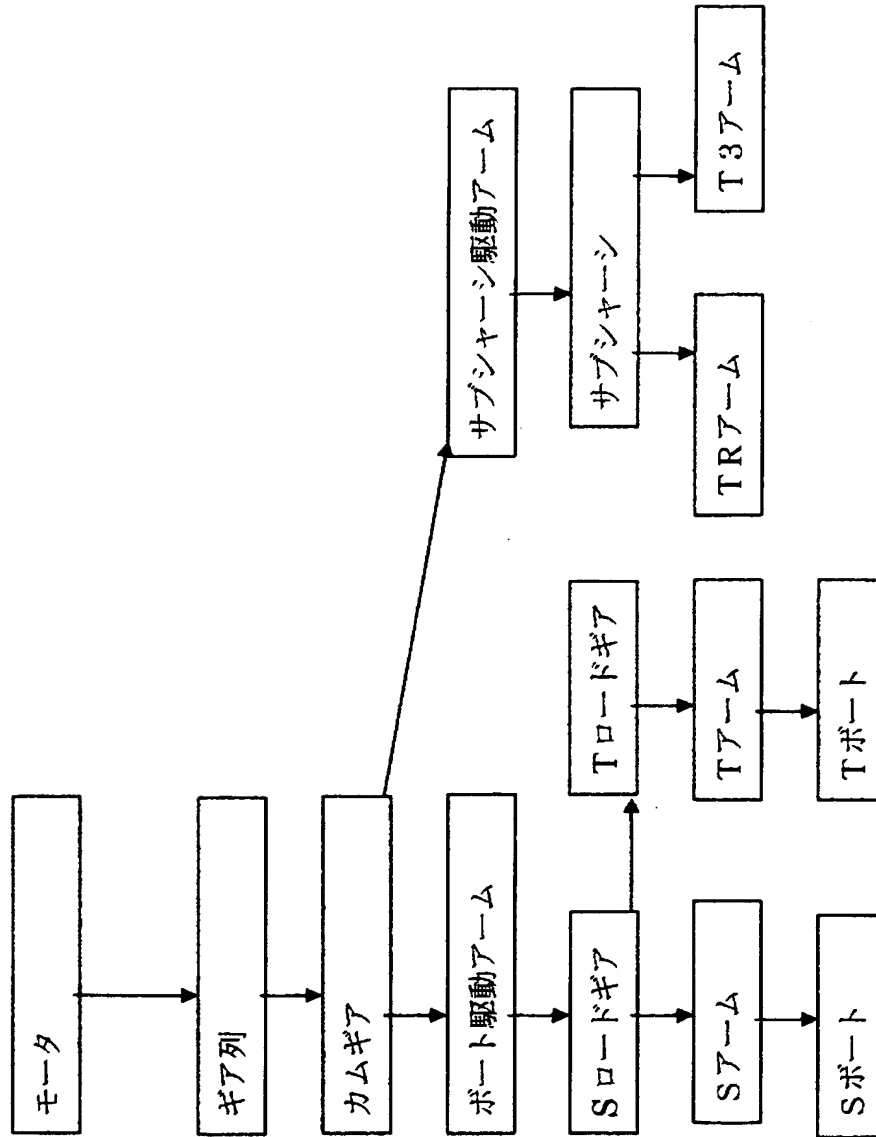 モータ
ギア列
カムギア
ボート駆動アーム
サブシャーシ駆動アーム
Sロードギア
Tロードギア
サブシャーシ
Sアーム
Tアーム
TRアーム
T3アーム
Sボート
Tボート